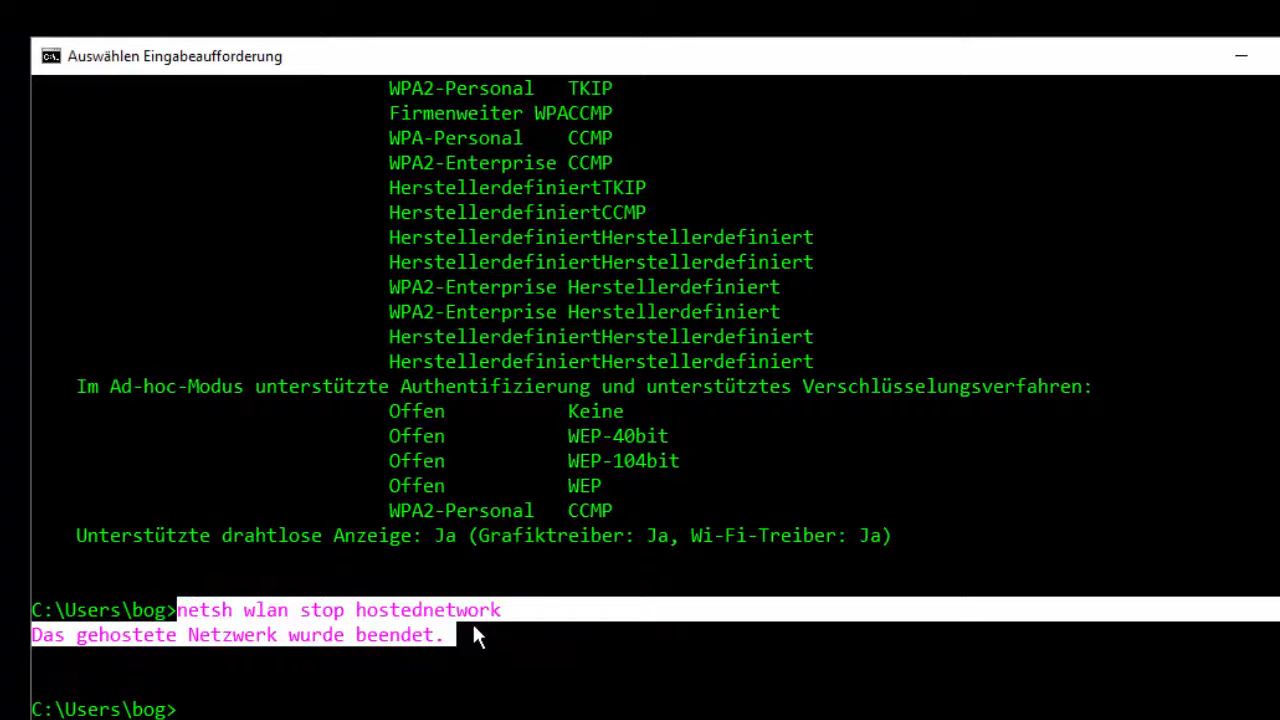 Auswählen Eingabeaufforderung
WPA2-Personal TKIP
Firmenweiter WPACCMP
WPA-Personal CCMP
WPA2-Enterprise CCMP
HerstellerdefiniertTKIP
HerstellerdefiniertCCMP
HerstellerdefiniertHerstellerdefiniert
HerstellerdefiniertHerstellerdefiniert
WPA2-Enterprise Herstellerdefiniert
WPA2-Enterprise Herstellerdefiniert
HerstellerdefiniertHerstellerdefiniert
HerstellerdefiniertHerstellerdefiniert
Im Ad-hoc-Modus unterstützte Authentifizierung und unterstütztes Verschlüsselungsverfahren:
Offen Keine
Offen WEP-40bit
Offen WEP-104bit
Offen WEP
WPA2-Personal CCMP
Unterstützte drahtlose Anzeige: Ja (Grafiktreiber: Ja, Wi-Fi-Treiber: Ja)
C:\Users\bog>netsh wlan stop hostednetwork
Das gehostete Netzwerk wurde beendet.
C:\Users\bog>